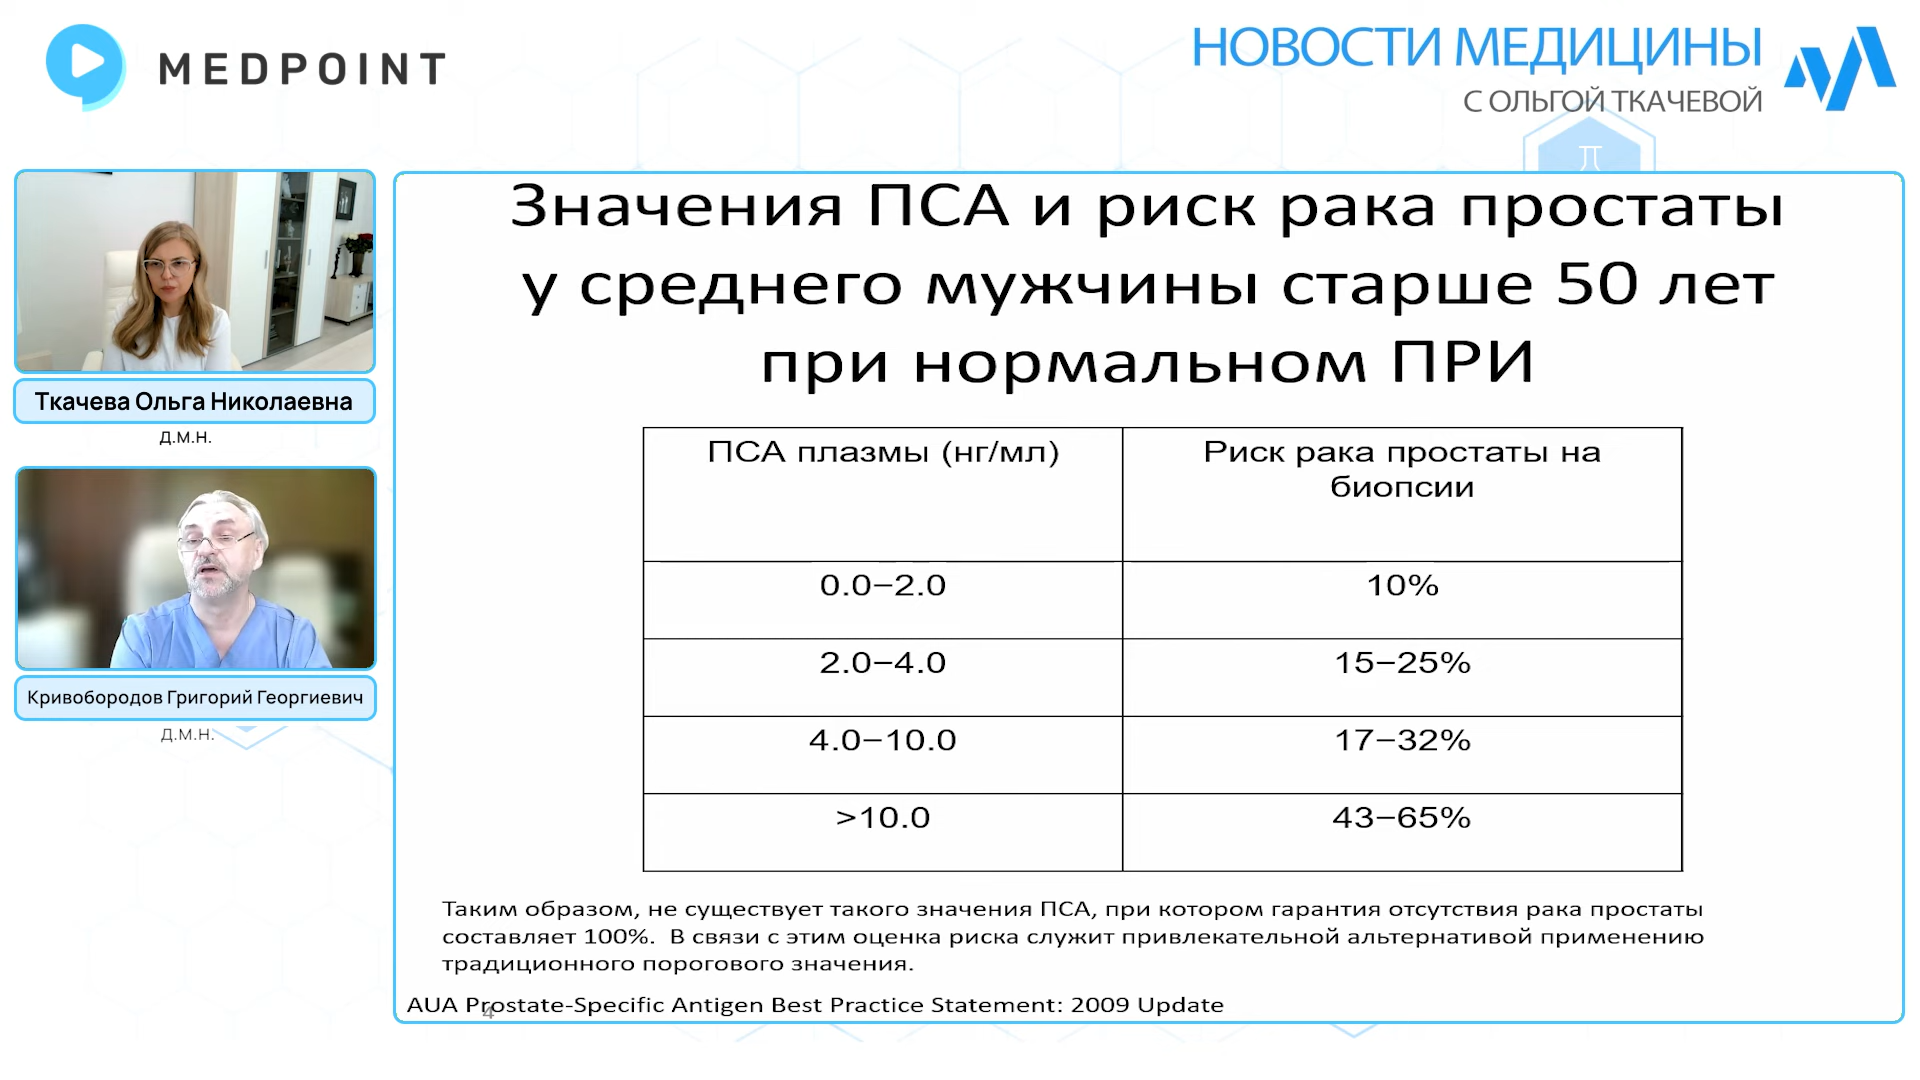 MEDPOINT
НОВОСТИ МЕДИЦИНЫ
С ОЛЬГОЙ ТКАЧЕВОЙ
Ткачева Ольга Николаевна
д.м.н.
Кривобородов Григорий Георгиевич
д.м.н.
Значения ПСА и риск рака простаты
у среднего мужчины старше 50 лет
при нормальном ПРИ
ПСА плазмы (нг/мл)
Риск рака простаты на
биопсии
0.0–2.0
10%
2.0–4.0
15–25%
4.0–10.0
17–32%
>10.0
43–65%
Таким образом, не существует такого значения ПСА, при котором гарантия отсутствия рака простаты
составляет 100%. В связи с этим оценка риска служит привлекательной альтернативой применению
традиционного порогового значения.
AUA Prostate-Specific Antigen Best Practice Statement: 2009 Update
4